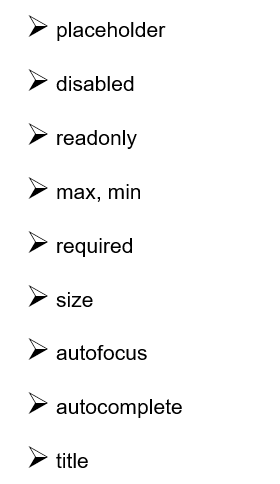 ➢ placeholder
➢ disabled
➢ readonly
➢ max, min
➢ required
➢ size
➢ autofocus
➢ autocomplete
➢ title